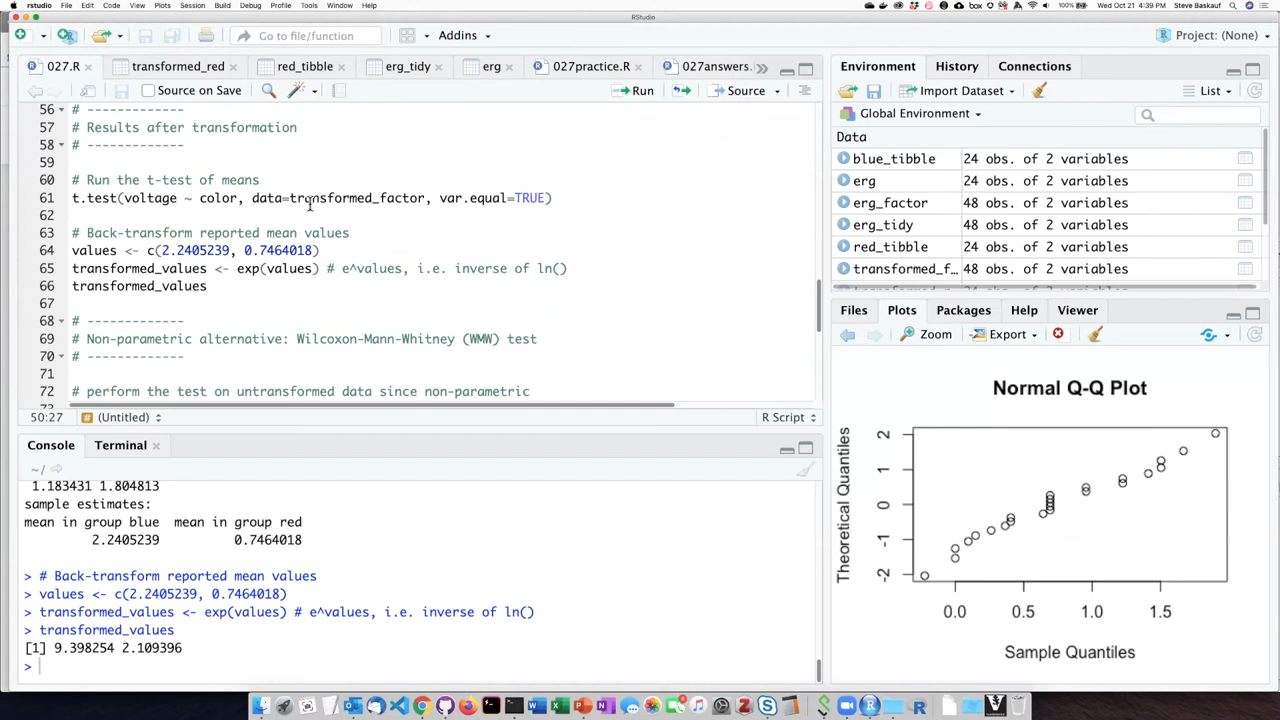 rstudio File Edit Code View Plots Session Build Debug Profile Tools Window Help 100% Wed Oct 21 4:39 PM Steve Baskauf
RStudio
Go to file/function Addins Project: (None)
027.R transformed_red red_tibble erg_tidy erg 027practice.R 027answers.
Source on Save Run Source
56 # -------------
57 # Results after transformation
58 # -------------
59
60 # Run the t-test of means
61 t.test(voltage ~ color, data=transformed_factor, var.equal=TRUE)
62
63 # Back-transform reported mean values
64 values <- c(2.2405239, 0.7464018)
65 transformed_values <- exp(values) # e^values, i.e. inverse of ln()
66 transformed_values
67
68 # -------------
69 # Non-parametric alternative: Wilcoxon-Mann-Whitney (WMW) test
70 # -------------
71
72 # perform the test on untransformed data since non-parametric
73
50:27 # (Untitled) R Script
Console Terminal
~/
1.183431 1.804813
sample estimates:
mean in group blue  mean in group red
2.2405239 0.7464018
> # Back-transform reported mean values
> values <- c(2.2405239, 0.7464018)
> transformed_values <- exp(values) # e^values, i.e. inverse of ln()
> transformed_values
[1] 9.398254 2.109396
>
Environment History Connections
Import Dataset List
Global Environment
Data
blue_tibble 24 obs. of 2 variables
erg 24 obs. of 2 variables
erg_factor 48 obs. of 2 variables
erg_tidy 48 obs. of 2 variables
red_tibble 24 obs. of 2 variables
transformed_f… 48 obs. of 2 variables
Files Plots Packages Help Viewer
Zoom Export
Normal Q-Q Plot
Theoretical Quantiles
2
1
0
-1
-2
0.0 0.5 1.0 1.5
Sample Quantiles